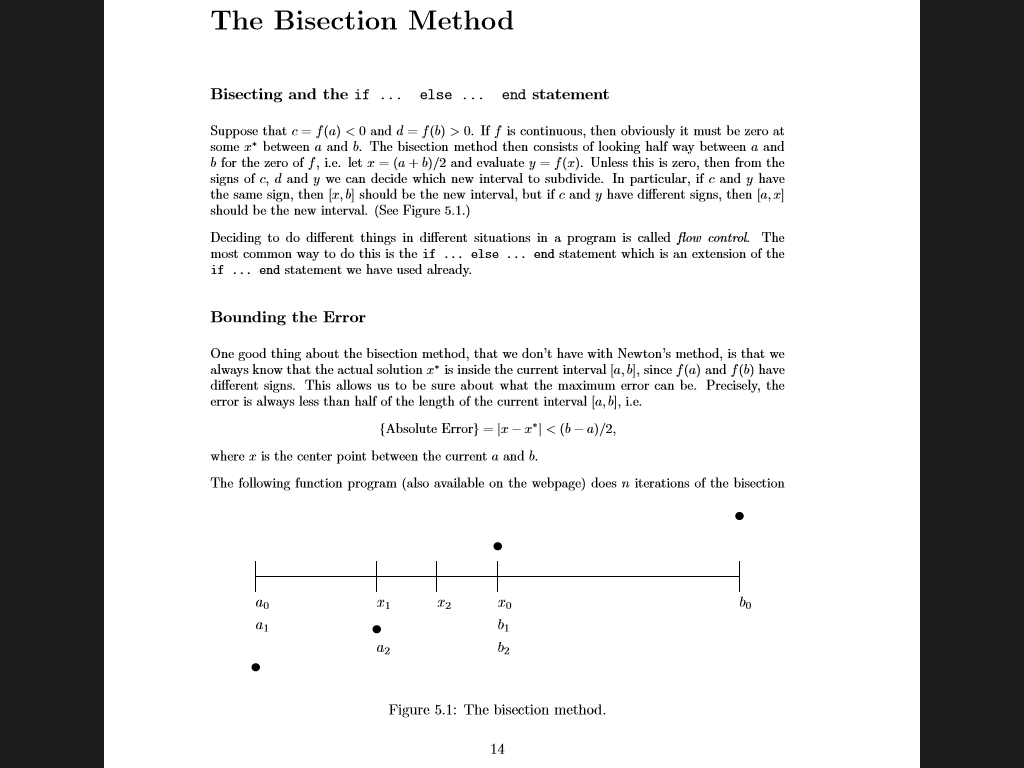 The Bisection Method
Bisecting and the if ... else ... end statement
Suppose that c = f(a) < 0 and d = f(b) > 0. If f is continuous, then obviously it must be zero at
some x* between a and b. The bisection method then consists of looking half way between a and
b for the zero of f, i.e. let x = (a + b)/2 and evaluate y = f(x). Unless this is zero, then from the
signs of c, d and y we can decide which new interval to subdivide. In particular, if c and y have
the same sign, then [x, b] should be the new interval, but if c and y have different signs, then [a, x]
should be the new interval. (See Figure 5.1.)
Deciding to do different things in different situations in a program is called flow control. The
most common way to do this is the if ... else ... end statement which is an extension of the
if ... end statement we have used already.
Bounding the Error
One good thing about the bisection method, that we don't have with Newton's method, is that we
always know that the actual solution x* is inside the current interval [a, b], since f(a) and f(b) have
different signs. This allows us to be sure about what the maximum error can be. Precisely, the
error is always less than half of the length of the current interval [a, b], i.e.
{Absolute Error} = |x − x*| < (b − a)/2,
where x is the center point between the current a and b.
The following function program (also available on the webpage) does n iterations of the bisection
a₀ x₁ x₂ x₀ b₀
a₁ b₁
a₂ b₂
Figure 5.1: The bisection method.
14